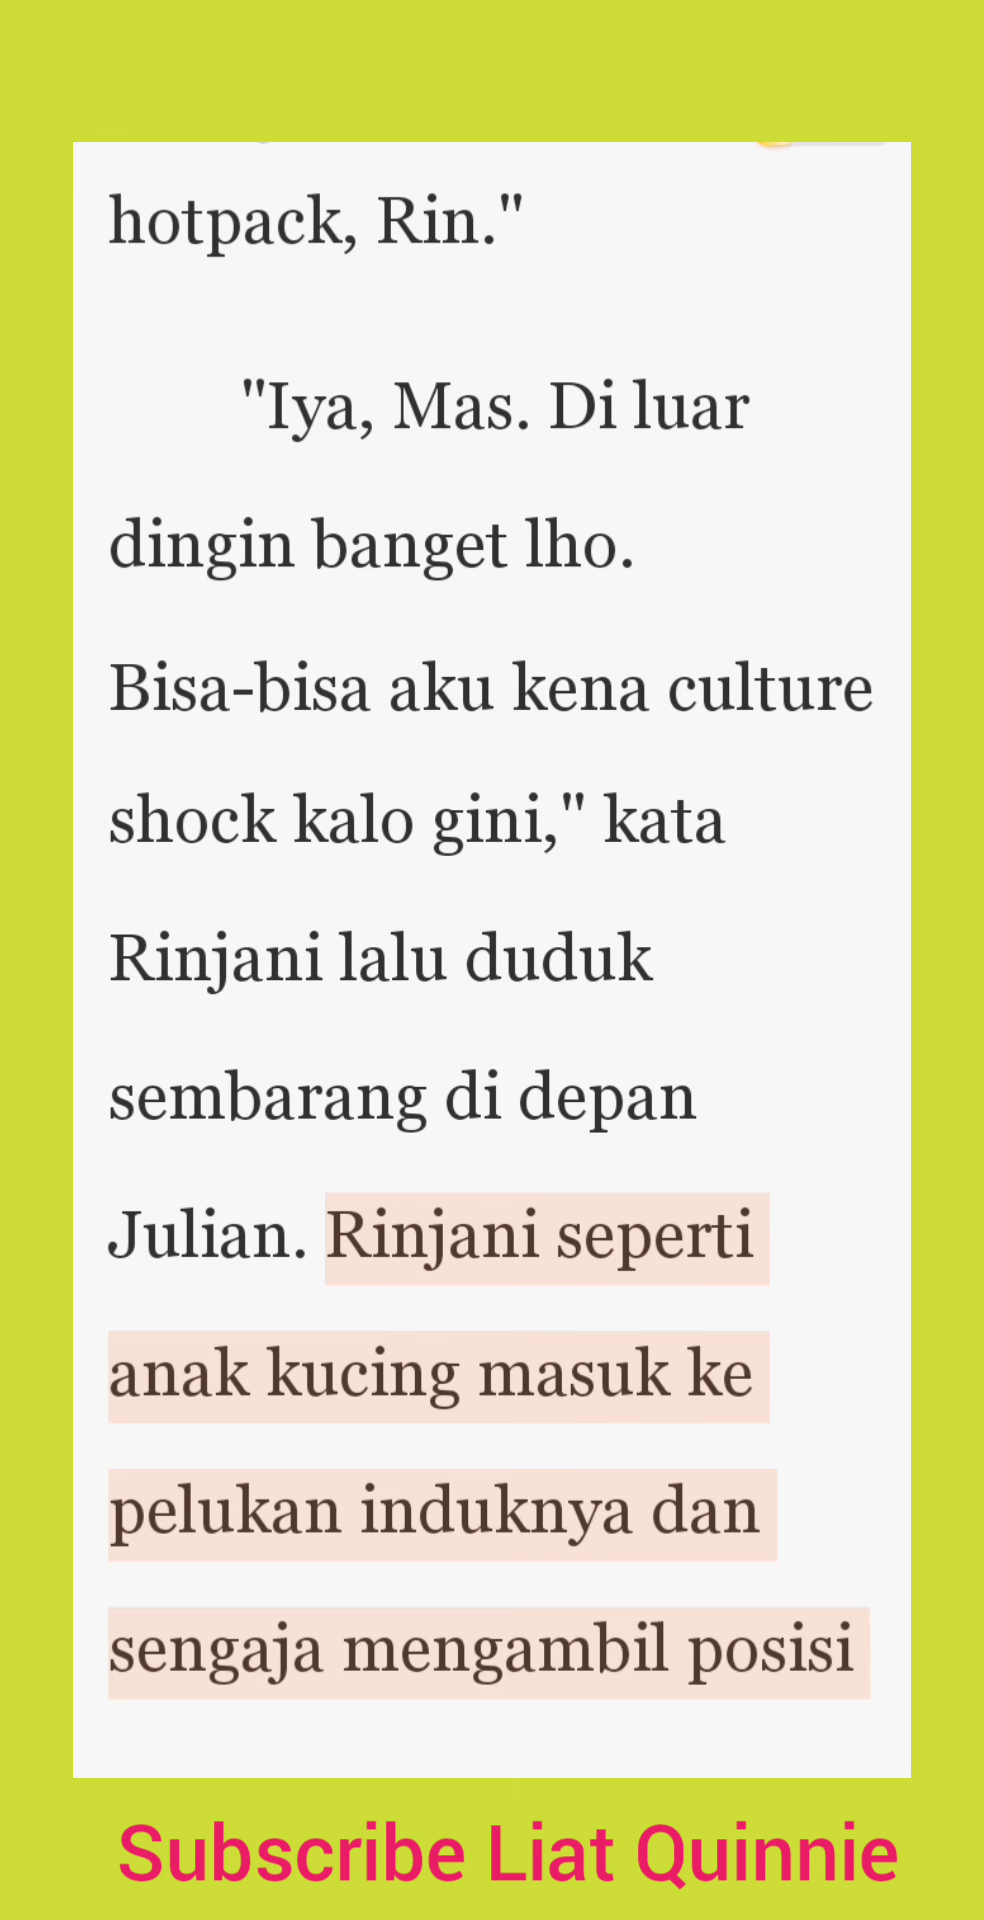 hotpack, Rin."
"Iya, Mas. Di luar
dingin banget lho.
Bisa-bisa aku kena culture
shock kalo gini," kata
Rinjani lalu duduk
sembarang di depan
Julian. Rinjani seperti
anak kucing masuk ke
pelukan induknya dan
sengaja mengambil posisi
Subscribe Liat Quinnie